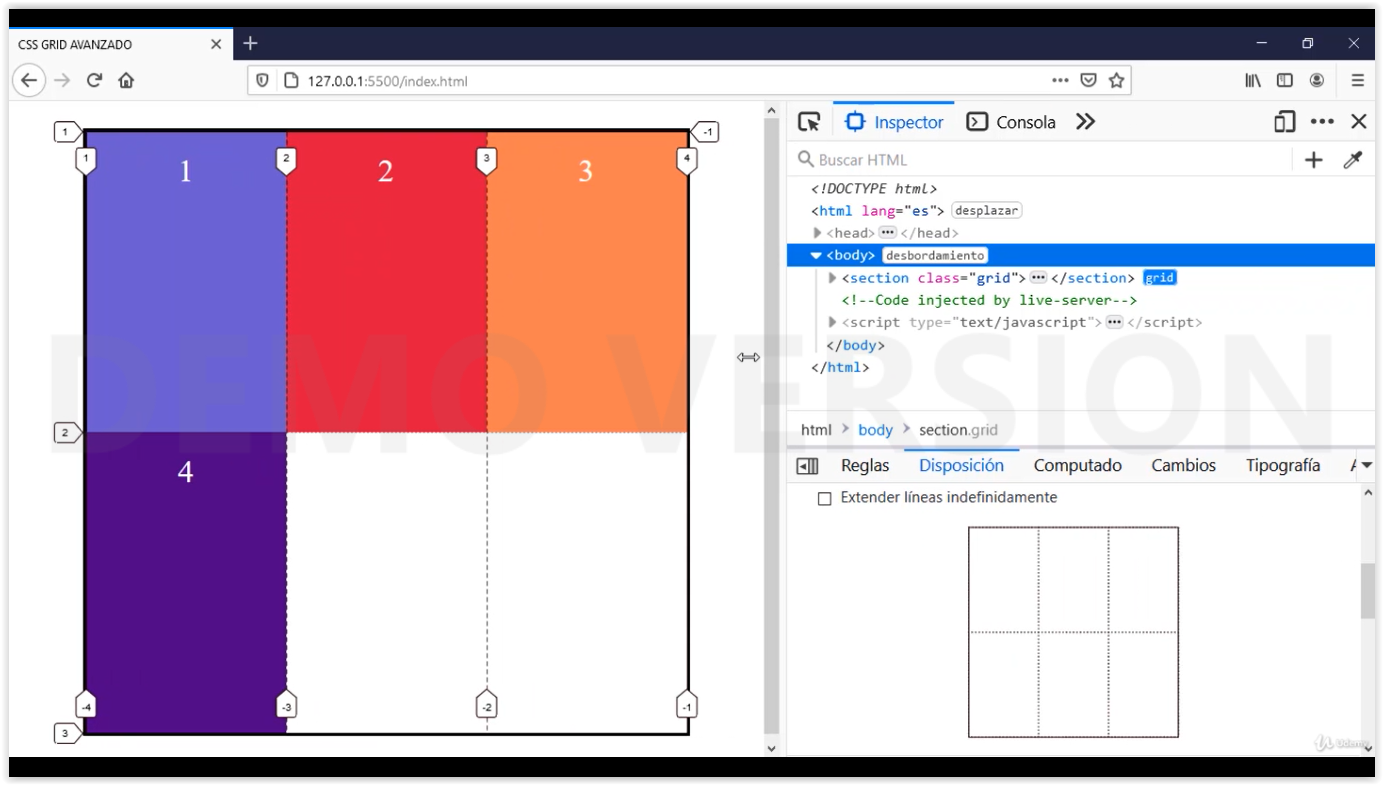 CSS GRID AVANZADO
127.0.0.1:5500/index.html
1
-1
1
2
3
4
1
2
3
2
4
-4
-3
-2
-1
3
Inspector
Consola
Buscar HTML
<!DOCTYPE html>
<html lang="es"> desplazar
<head> ••• </head>
<body> desbordamiento
<section class="grid"> ••• </section> grid
<!--Code injected by live-server-->
<script type="text/javascript"> ••• </script>
</body>
</html>
html > body > section.grid
Reglas Disposición Computado Cambios Tipografía
Extender líneas indefinidamente
DEMO VERSION
Udemy